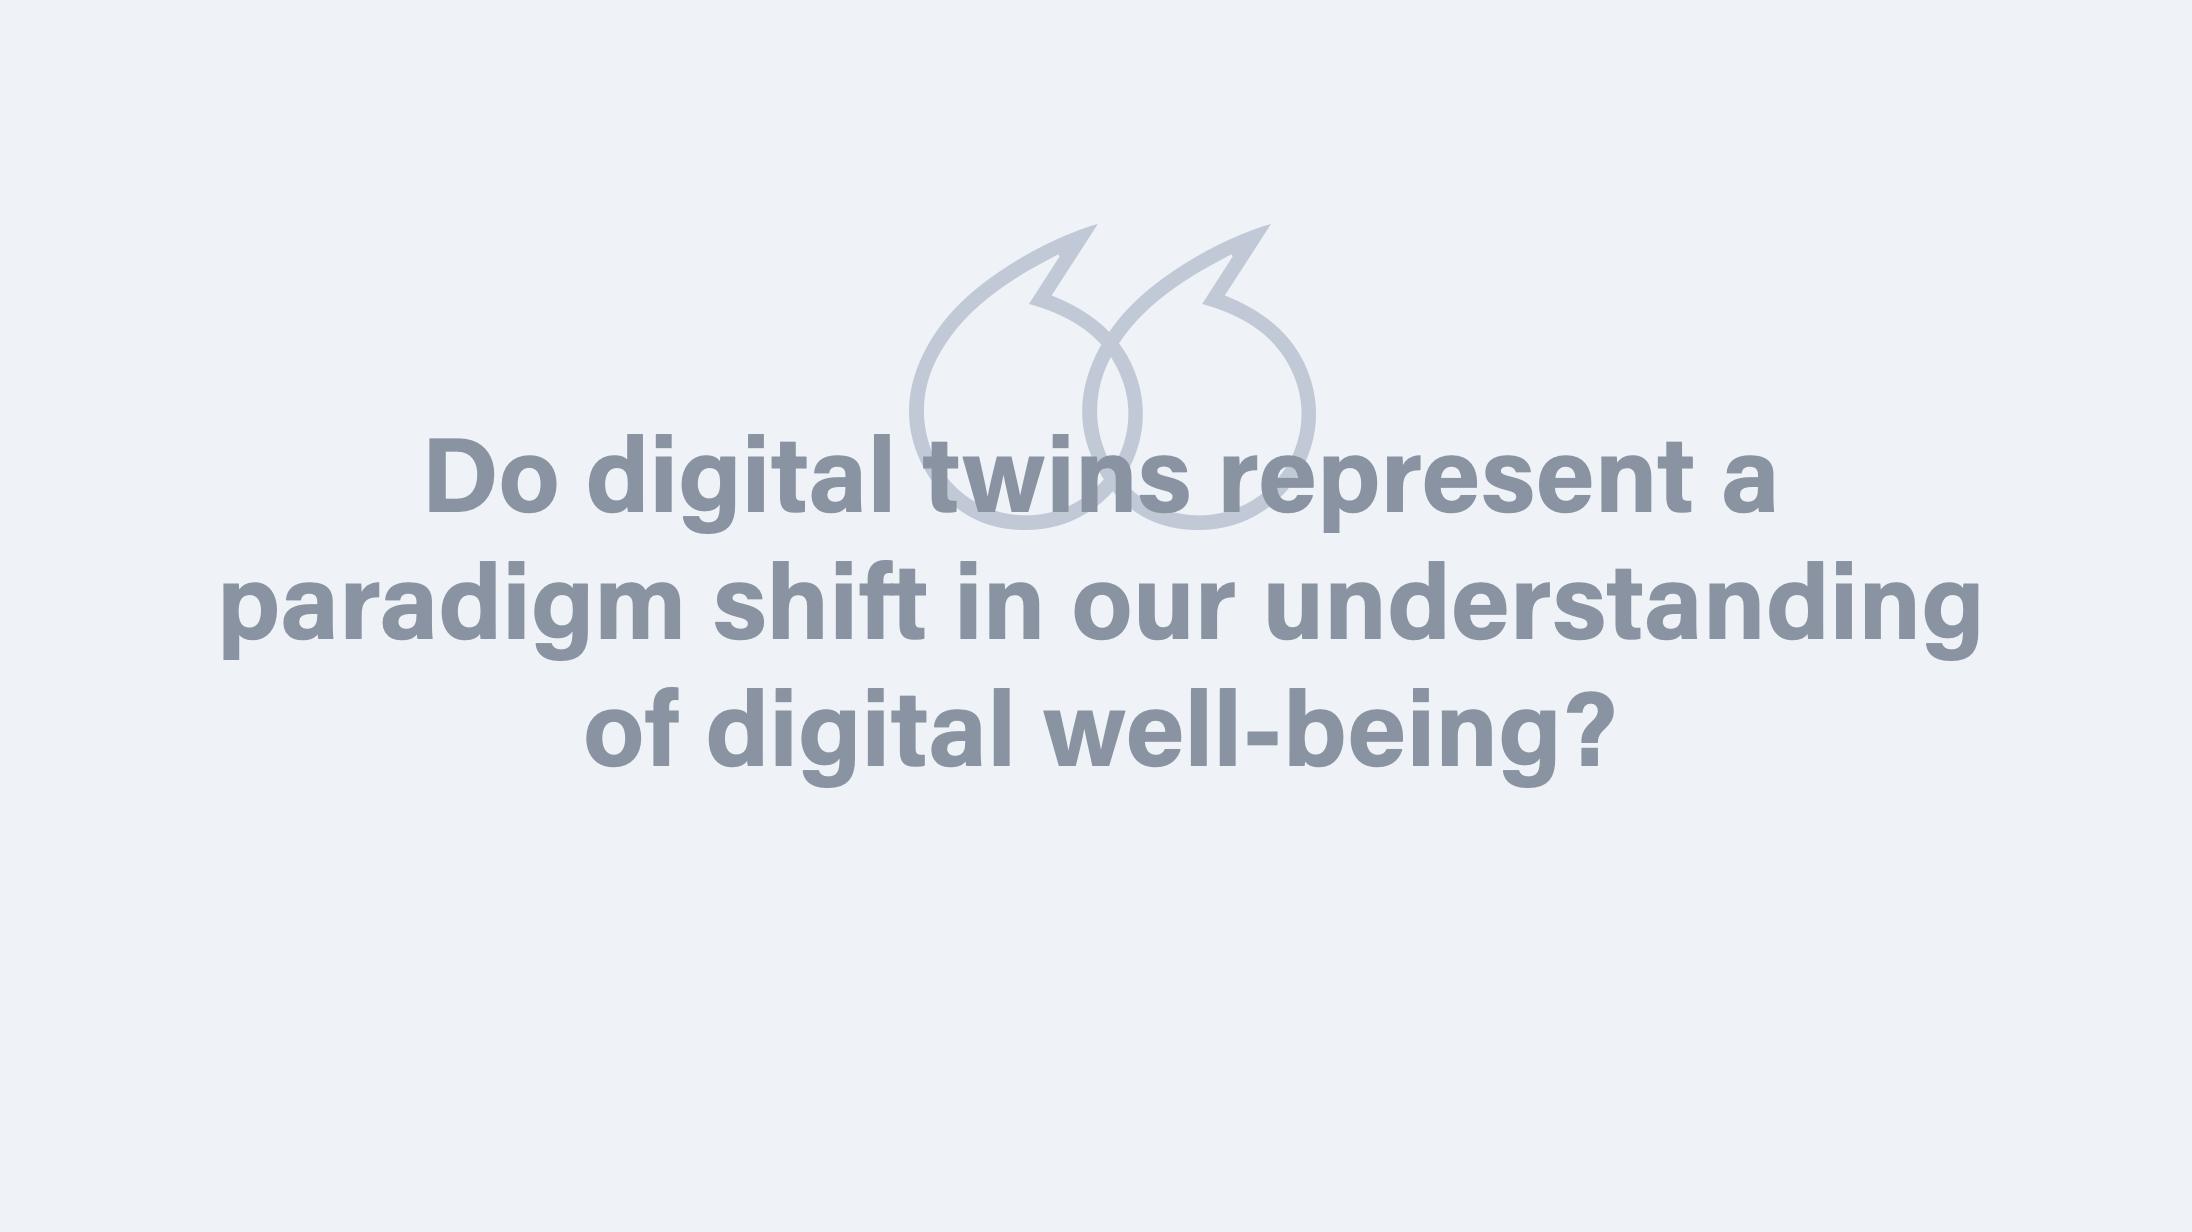 Do digital twins represent a
paradigm shift in our understanding
of digital well-being?